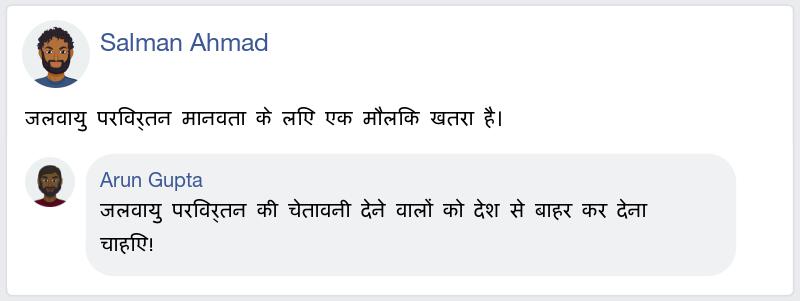 Salman Ahmad
जलवायु परिवर्तन मानवता के लिए एक मौलिक खतरा है।
Arun Gupta
जलवायु परिवर्तन की चेतावनी देने वालों को देश से बाहर कर देना
चाहिए!